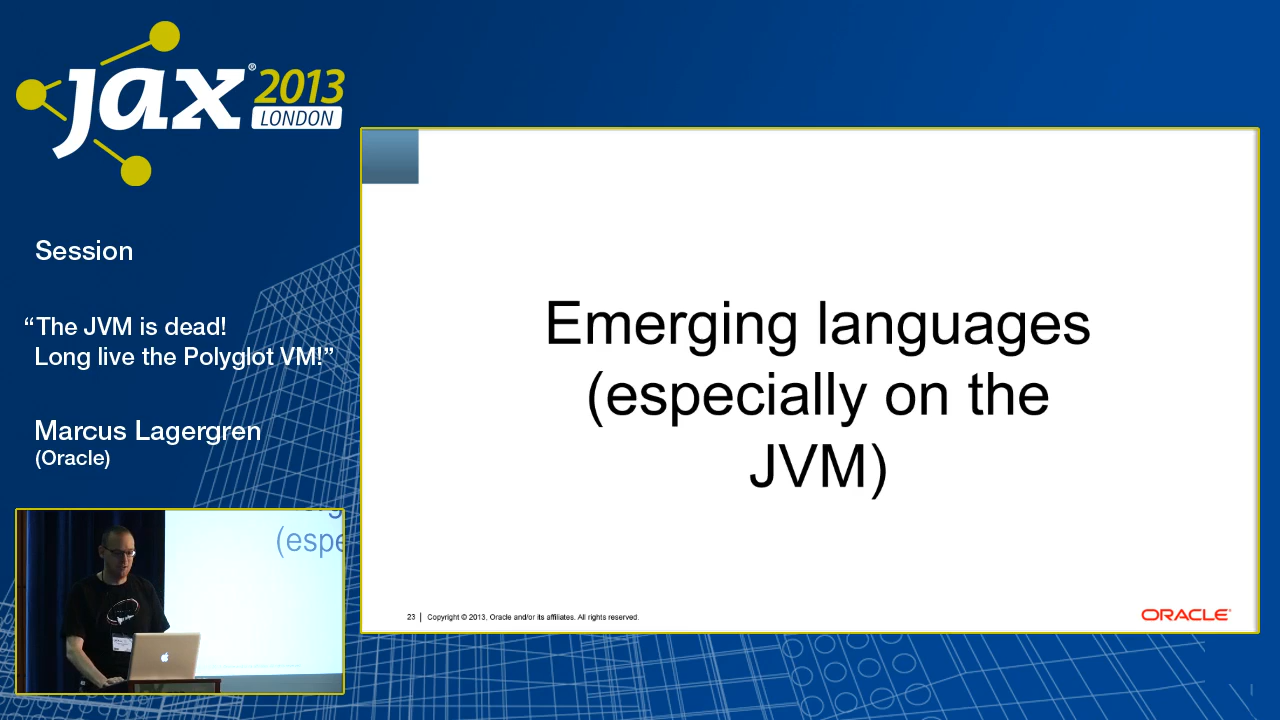 jax® 2013
LONDON
Session
“The JVM is dead!
Long live the Polyglot VM!”
Marcus Lagergren
(Oracle)
Emerging languages
(especially on the
JVM)
23 | Copyright © 2013, Oracle and/or its affiliates. All rights reserved.
ORACLE®
(espe